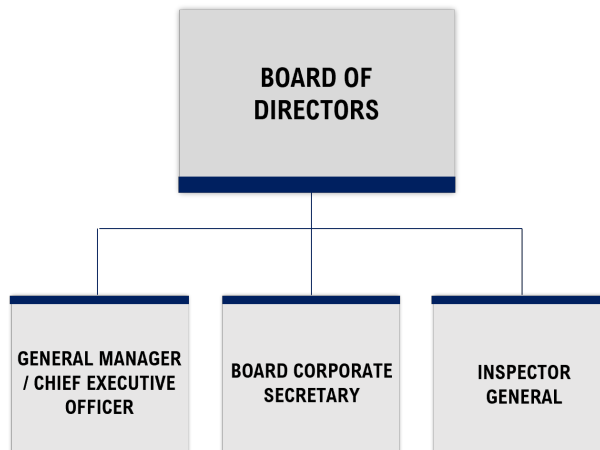 BOARD OF
DIRECTORS
GENERAL MANAGER
/ CHIEF EXECUTIVE
OFFICER
BOARD CORPORATE
SECRETARY
INSPECTOR
GENERAL